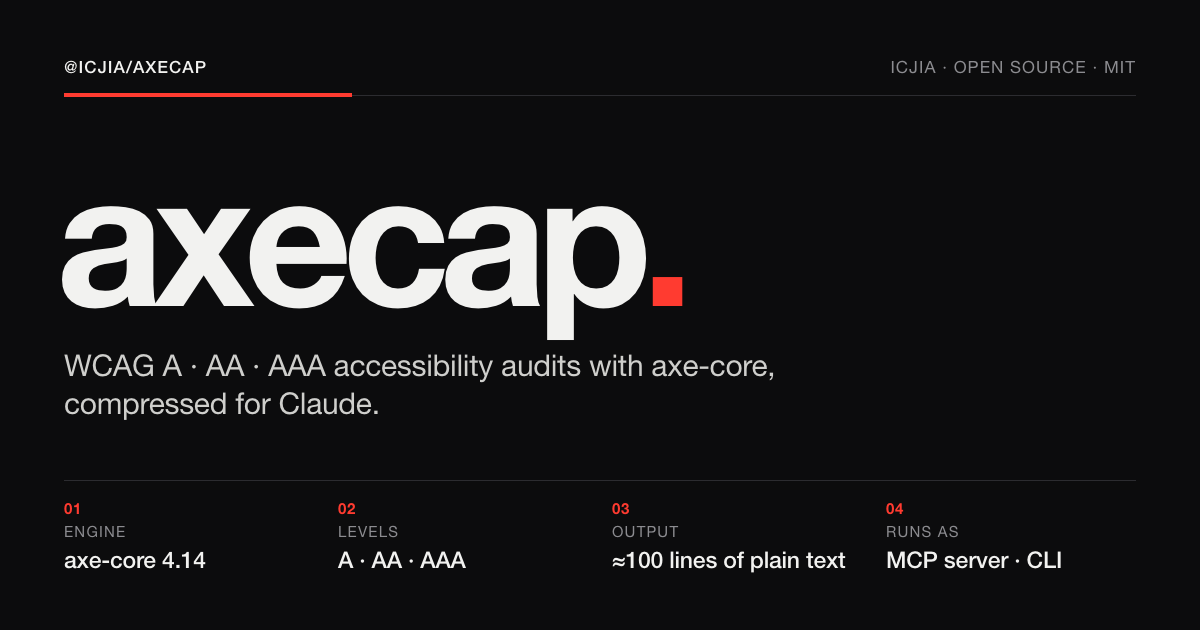 @ICJIA/AXECAP
ICJIA · OPEN SOURCE · MIT
axecap.
WCAG A · AA · AAA accessibility audits with axe-core,
compressed for Claude.
01
ENGINE
axe-core 4.14
02
LEVELS
A · AA · AAA
03
OUTPUT
≈100 lines of plain text
04
RUNS AS
MCP server · CLI